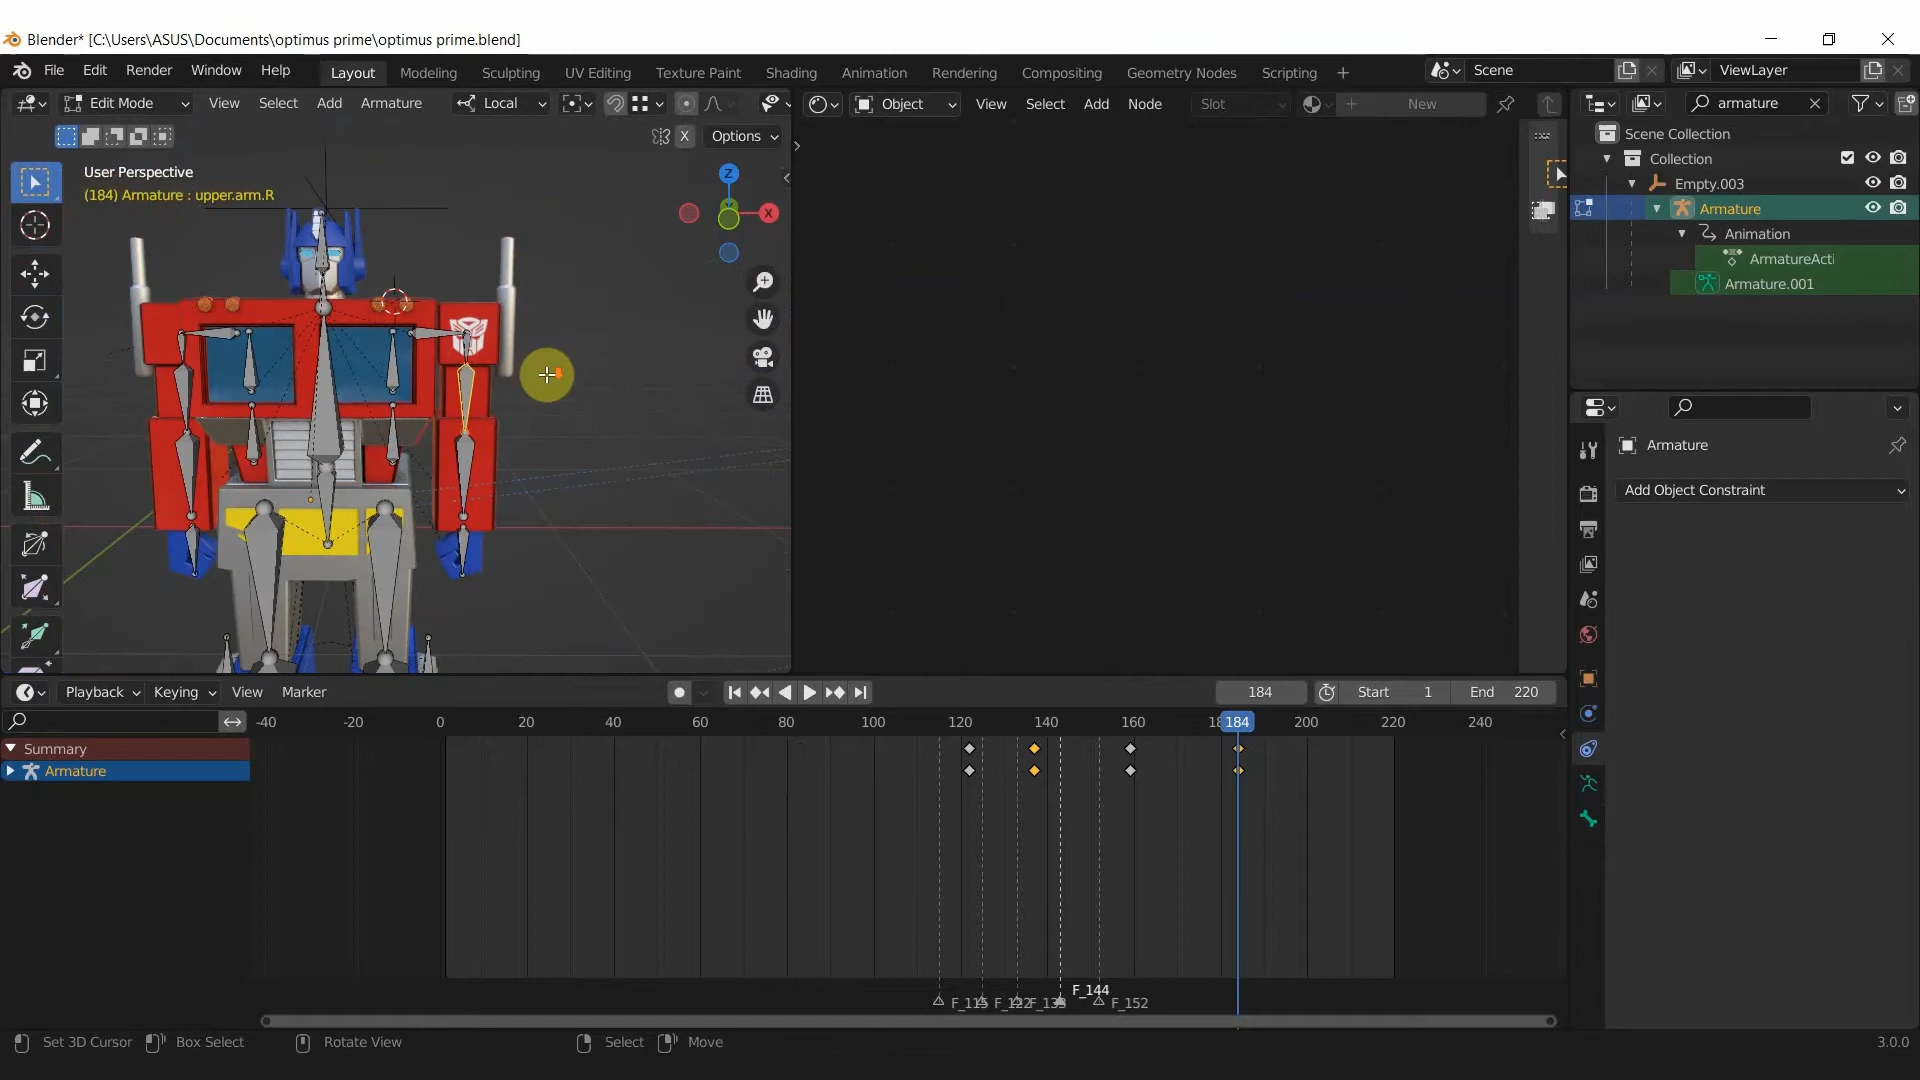 Blender* [C:\Users\ASUS\Documents\optimus prime\optimus prime.blend]
File Edit Render Window Help Layout Modeling Sculpting UV Editing Texture Paint Shading Animation Rendering Compositing Geometry Nodes Scripting + Scene ViewLayer
Edit Mode View Select Add Armature Local Object View Select Add Node Slot New armature
X Options
Scene Collection
Collection
User Perspective
(184) Armature : upper.arm.R
Z
X
Empty.003
Armature
Animation
ArmatureActi
Armature.001
Armature
Add Object Constraint
Playback Keying View Marker 184 Start 1 End 220
-40 -20 0 20 40 60 80 100 120 140 160 184 200 220 240
Summary
Armature
F_144
F_115 F_122 F_133 F_152
Set 3D Cursor Box Select Rotate View Select Move 3.0.0